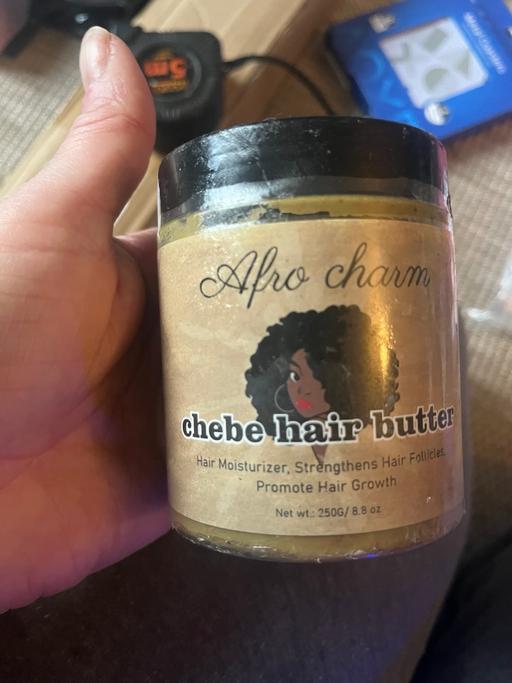 5m
Afro charm
chebe hair butter
Hair Moisturizer, Strengthens Hair Follicles,
Promote Hair Growth
Net wt.: 250G/ 8.8 oz